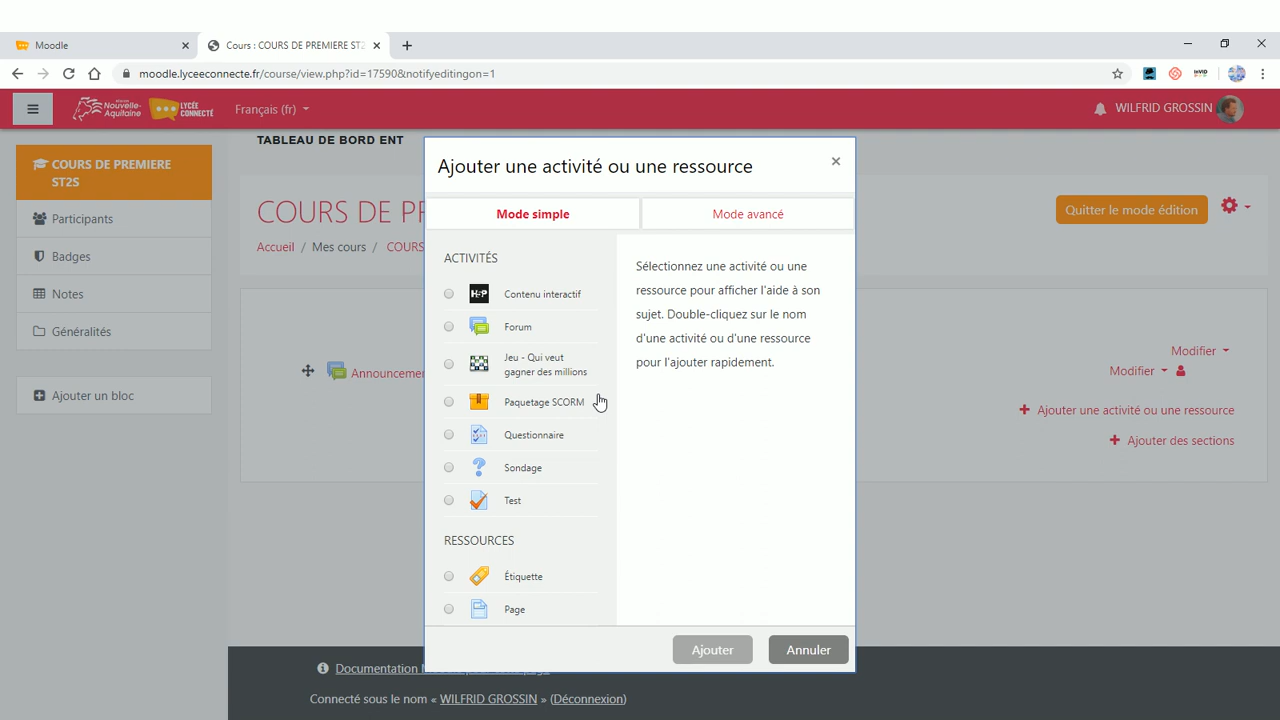 Moodle
Cours : COURS DE PREMIERE ST2
moodle.lyceeconnecte.fr/course/view.php?id=17590&notifyeditingon=1
Nouvelle-
Aquitaine
LYCÉE
CONNECTÉ
Français (fr)
WILFRID GROSSIN
TABLEAU DE BORD ENT
COURS DE PREMIERE
ST2S
Participants
Badges
Notes
Généralités
Ajouter un bloc
COURS DE PR
Accueil / Mes cours / COURS
Quitter le mode édition
Announcemen
Modifier
Modifier
Ajouter une activité ou une ressource
Ajouter des sections
Ajouter une activité ou une ressource
Mode simple
Mode avancé
ACTIVITÉS
H5P Contenu interactif
Forum
Jeu - Qui veut
gagner des millions
Paquetage SCORM
Questionnaire
Sondage
Test
RESSOURCES
Étiquette
Page
Sélectionnez une activité ou une
ressource pour afficher l'aide à son
sujet. Double-cliquez sur le nom
d'une activité ou d'une ressource
pour l'ajouter rapidement.
Ajouter
Annuler
Documentation
Connecté sous le nom « WILFRID GROSSIN » (Déconnexion)